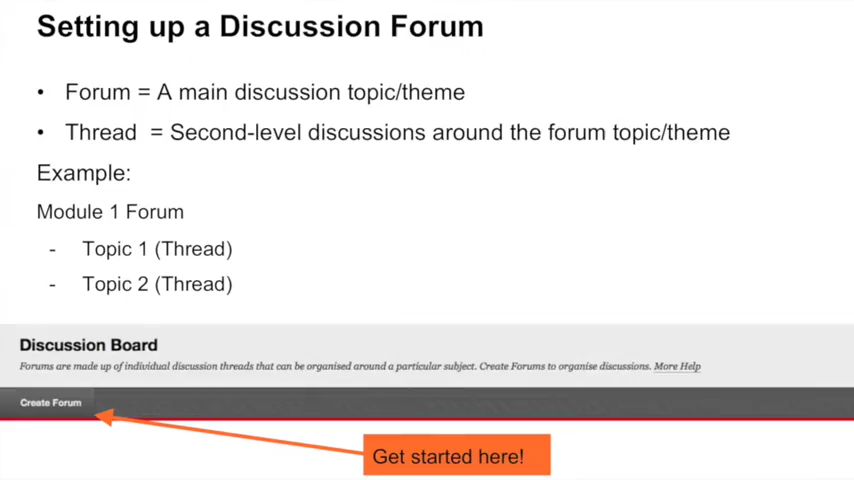 Setting up a Discussion Forum
• Forum = A main discussion topic/theme
• Thread = Second-level discussions around the forum topic/theme
Example:
Module 1 Forum
- Topic 1 (Thread)
- Topic 2 (Thread)
Discussion Board
Forums are made up of individual discussion threads that can be organised around a particular subject. Create Forums to organise discussions. More Help
Create Forum
Get started here!